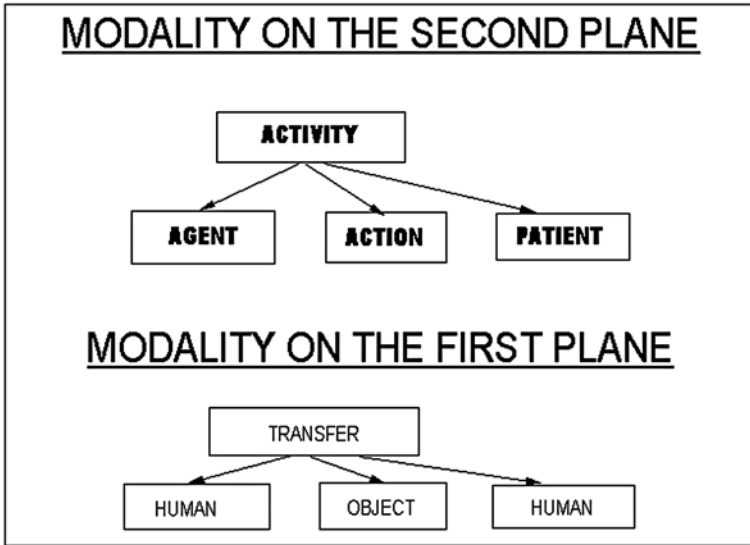 MODALITY ON THE SECOND PLANE
ACTIVITY
AGENT ACTION PATIENT
MODALITY ON THE FIRST PLANE
TRANSFER
HUMAN OBJECT HUMAN